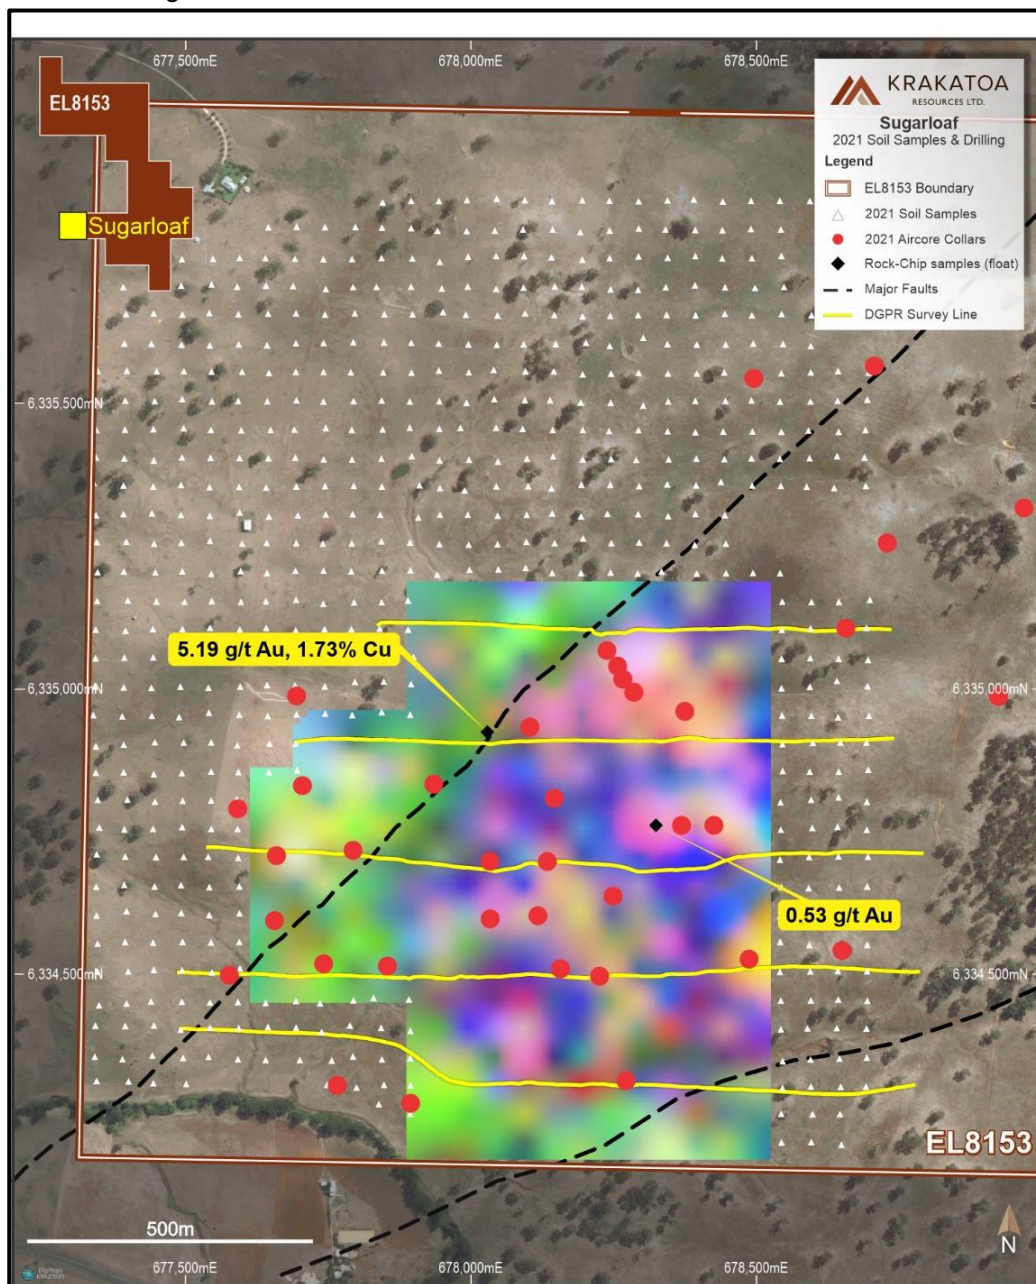 677,500mE
678,000mE
678,500mE
EL8153
Sugarloaf
KRAKATOA
RESOURCES LTD.
Sugarloaf
2021 Soil Samples & Drilling
Legend
EL8153 Boundary
2021 Soil Samples
2021 Aircore Collars
Rock-Chip samples (float)
Major Faults
DGPR Survey Line
6,335,500mN
5.19 g/t Au, 1.73% Cu
6,335,000mN
6,335,000mN
0.53 g/t Au
6,334,500mN
6,334,500mN
EL8153
500m
N
677,500mE
678,000mE
678,500mE